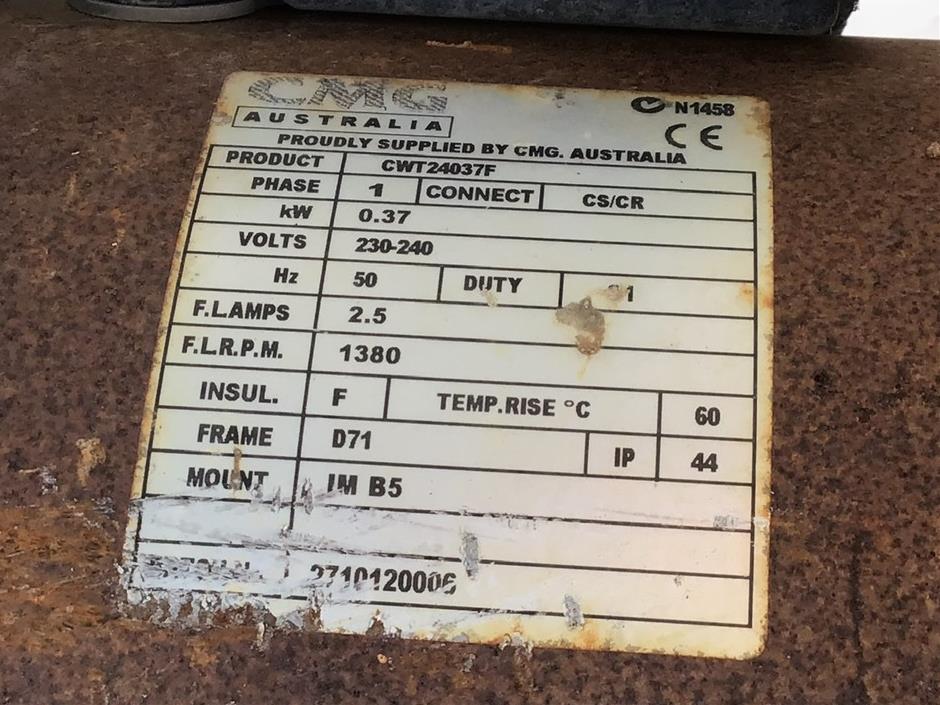 CMG
AUSTRALIA
N1458
CE
PROUDLY SUPPLIED BY CMG. AUSTRALIA
PRODUCT CWT24037F
PHASE 1 CONNECT CS/CR
kW 0.37
VOLTS 230-240
Hz 50 DUTY
F.L.AMPS 2.5
F.L.R.P.M. 1380
INSUL. F TEMP.RISE °C 60
FRAME D71 IP 44
MOUNT IM B5
2710120006